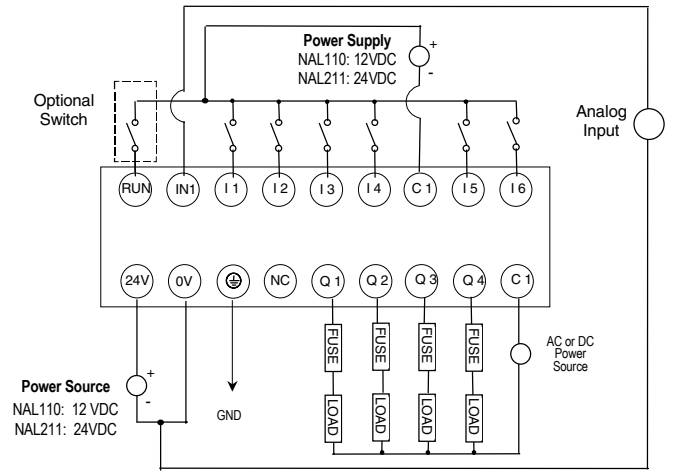 Power Supply
NAL110: 12VDC
NAL211: 24VDC
+
-
Optional
Switch
Analog
Input
RUN IN1 I 1 I 2 I 3 I 4 C 1 I 5 I 6
24V 0V NC Q 1 Q 2 Q 3 Q 4 C 1
FUSE FUSE FUSE FUSE
AC or DC
Power
Source
+
-
Power Source
NAL110: 12 VDC
NAL211: 24VDC
GND
LOAD LOAD LOAD LOAD